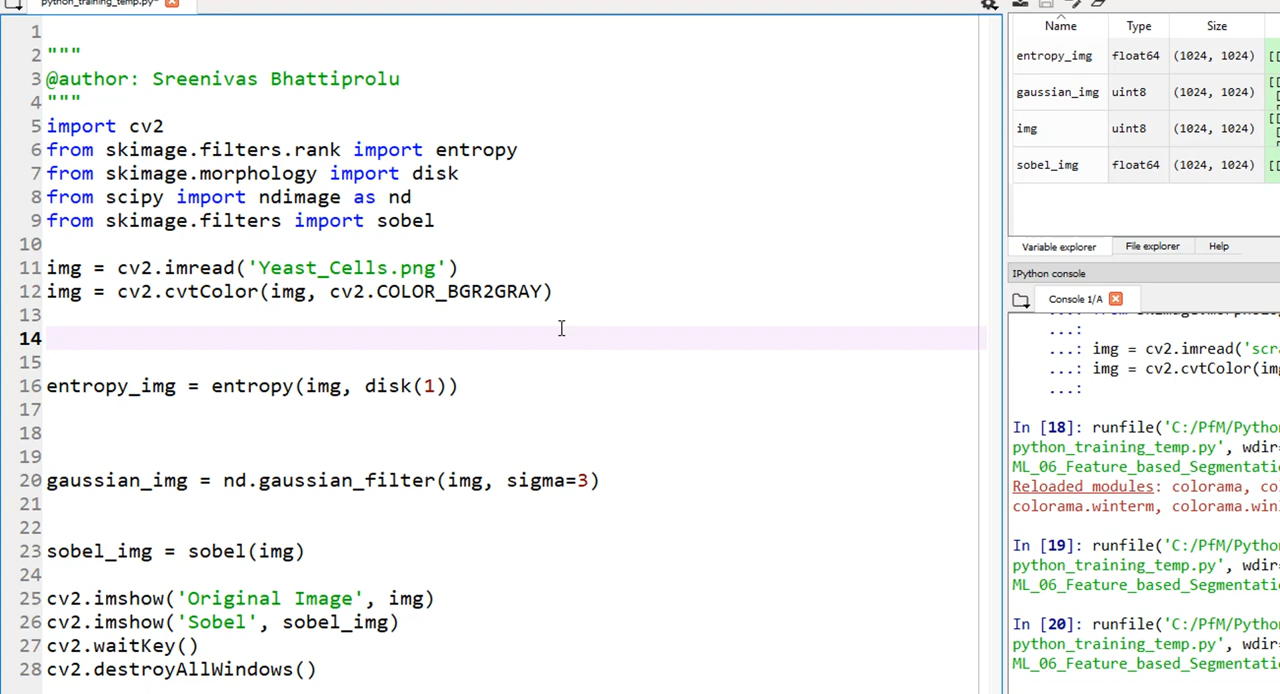 python_training_temp.py*
1
2 """
3 @author: Sreenivas Bhattiprolu
4 """
5 import cv2
6 from skimage.filters.rank import entropy
7 from skimage.morphology import disk
8 from scipy import ndimage as nd
9 from skimage.filters import sobel
10
11 img = cv2.imread('Yeast_Cells.png')
12 img = cv2.cvtColor(img, cv2.COLOR_BGR2GRAY)
13
14
15
16 entropy_img = entropy(img, disk(1))
17
18
19
20 gaussian_img = nd.gaussian_filter(img, sigma=3)
21
22
23 sobel_img = sobel(img)
24
25 cv2.imshow('Original Image', img)
26 cv2.imshow('Sobel', sobel_img)
27 cv2.waitKey()
28 cv2.destroyAllWindows()
Name Type Size
entropy_img float64 (1024, 1024) [[
gaussian_img uint8 (1024, 1024) [[
img uint8 (1024, 1024) [[
sobel_img float64 (1024, 1024) [[
Variable explorer File explorer Help
IPython console
Console 1/A
...:
...: img = cv2.imread('scr
...: img = cv2.cvtColor(im
...:
In [18]: runfile('C:/PfM/Python
python_training_temp.py', wdir=
ML_06_Feature_based_Segmentatio
Reloaded modules: colorama, co
colorama.winterm, colorama.win
In [19]: runfile('C:/PfM/Python
python_training_temp.py', wdir=
ML_06_Feature_based_Segmentatio
In [20]: runfile('C:/PfM/Python
python_training_temp.py', wdir=
ML_06_Feature_based_Segmentatio